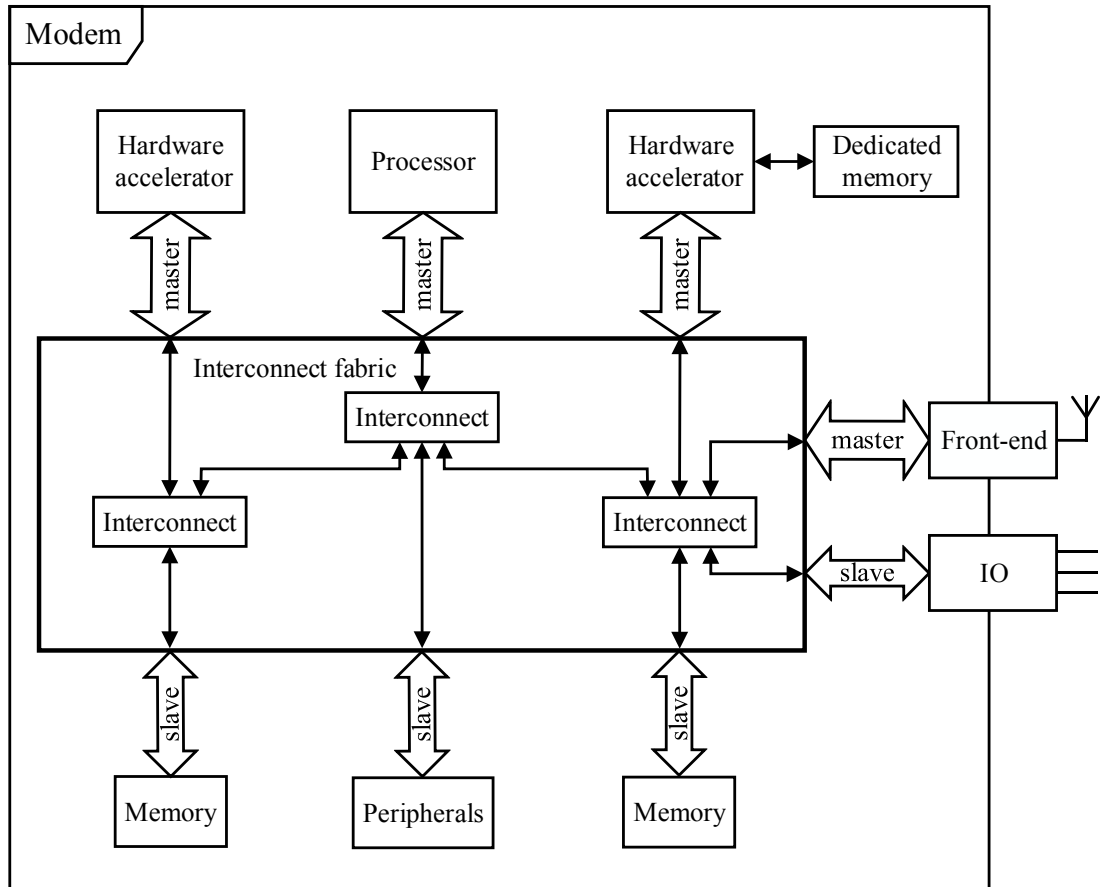 Modem
Hardware
accelerator
Processor
Hardware
accelerator
Dedicated
memory
master
master
master
Interconnect fabric
Interconnect
master
Front-end
Interconnect
Interconnect
slave
IO
slave
slave
slave
Memory
Peripherals
Memory